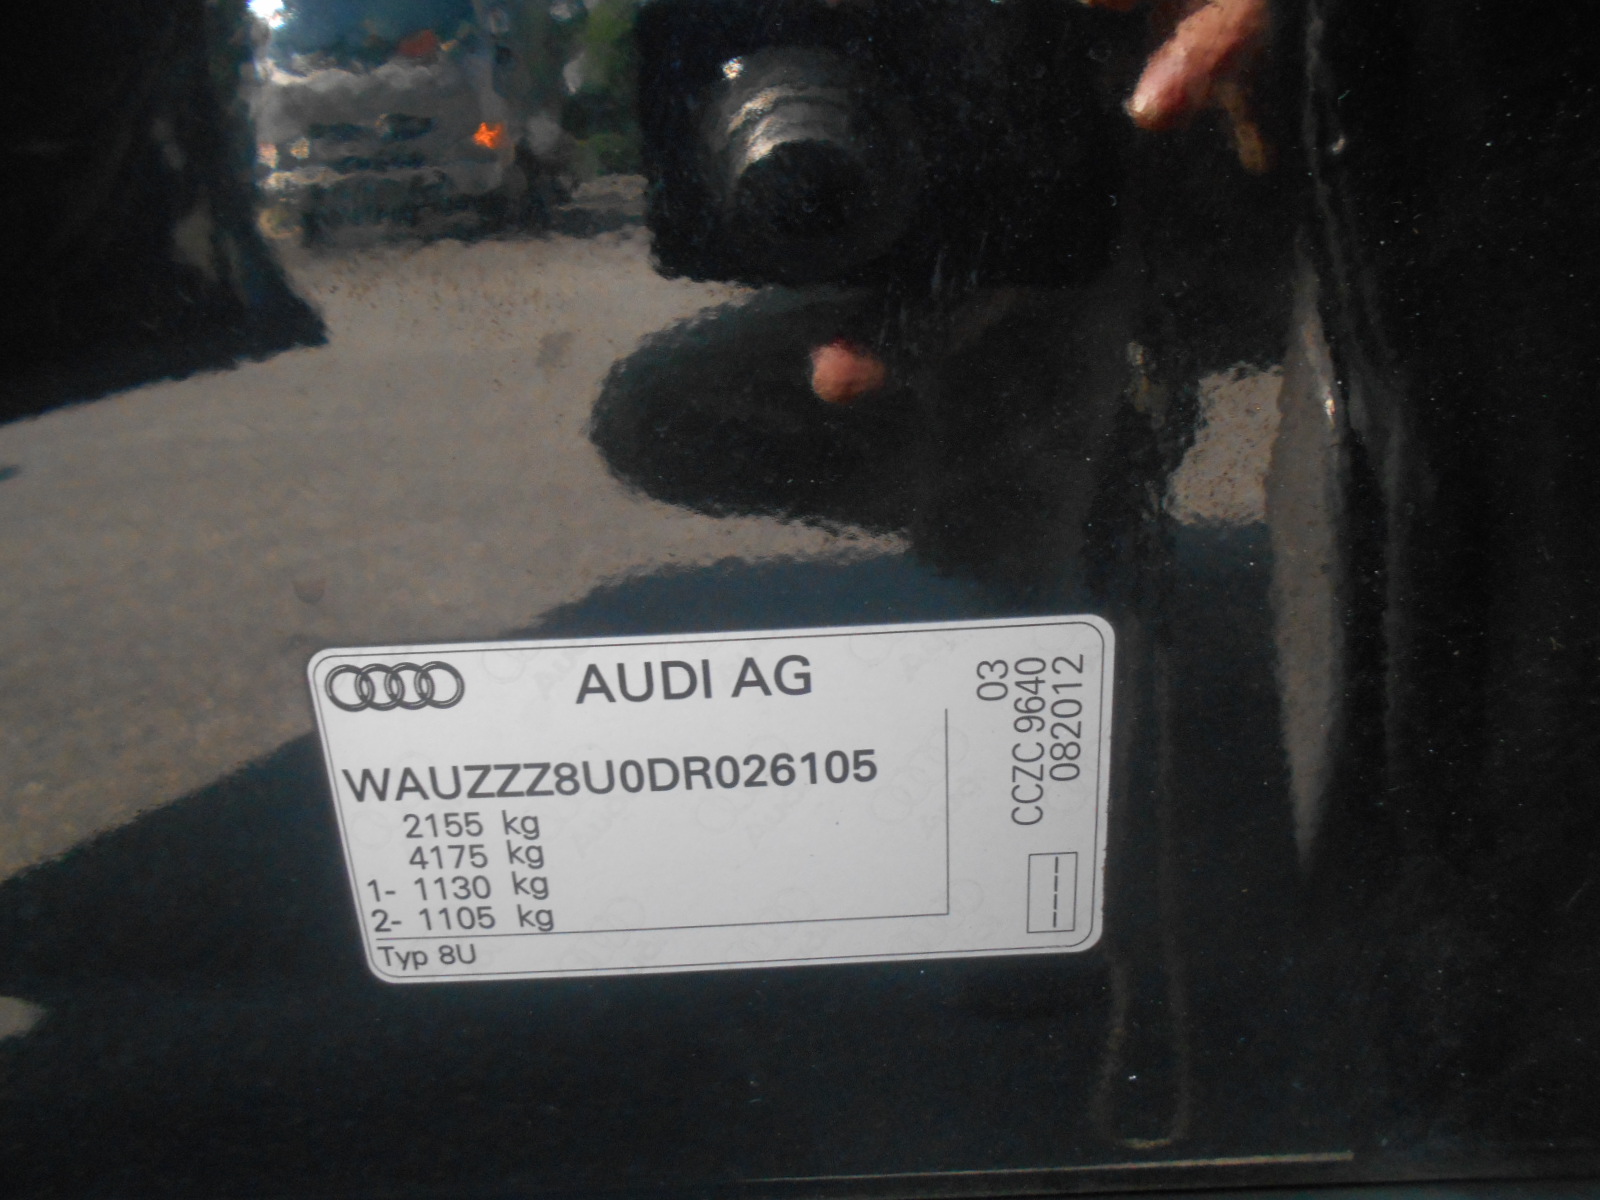 AUDI AG
WAUZZZ8U0DR026105
2155 kg
4175 kg
1- 1130 kg
2- 1105 kg
Typ 8U
03
CCZC 9640
082012
-----